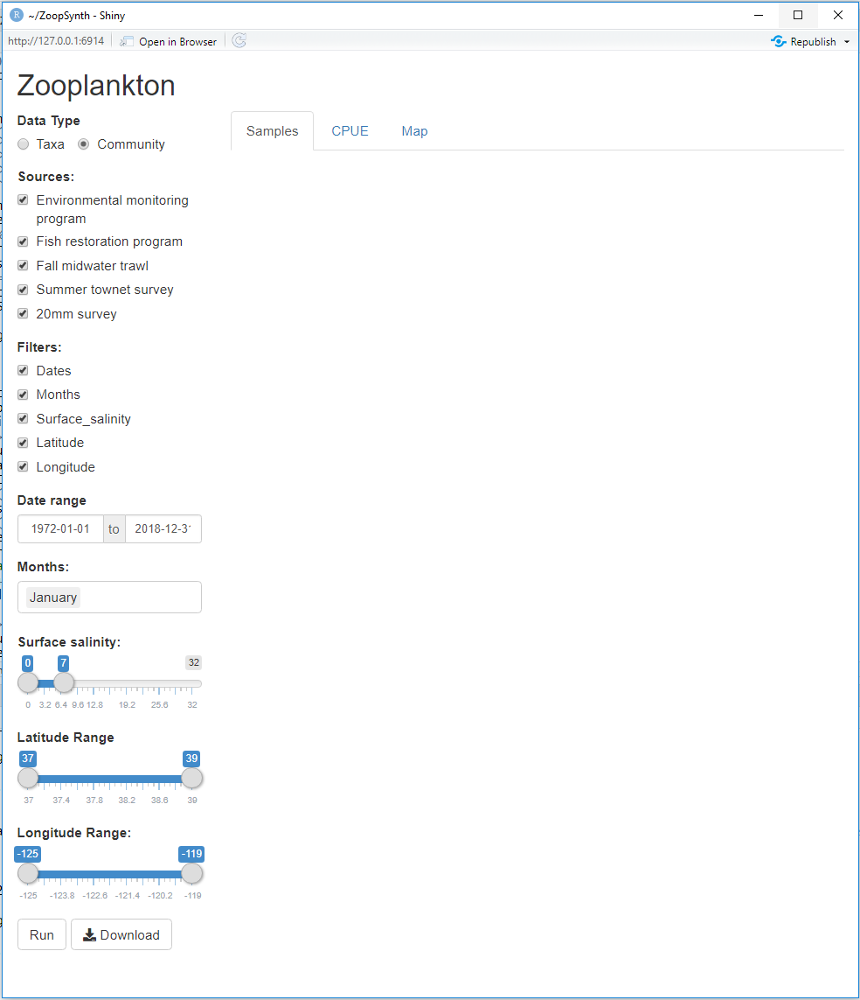 ~/ZoopSynth - Shiny
http://127.0.0.1:6914
Open in Browser
Republish
Zooplankton
Data Type
Taxa Community
Samples CPUE Map
Sources:
Environmental monitoring
program
Fish restoration program
Fall midwater trawl
Summer townet survey
20mm survey
Filters:
Dates
Months
Surface_salinity
Latitude
Longitude
Date range
1972-01-01 to 2018-12-31
Months:
January
Surface salinity:
0 7 32
0 3.2 6.4 9.6 12.8 19.2 25.6 32
Latitude Range
37 39
37 37.4 37.8 38.2 38.6 39
Longitude Range:
-125 -119
-125 -123.8 -122.6 -121.4 -120.2 -119
Run Download